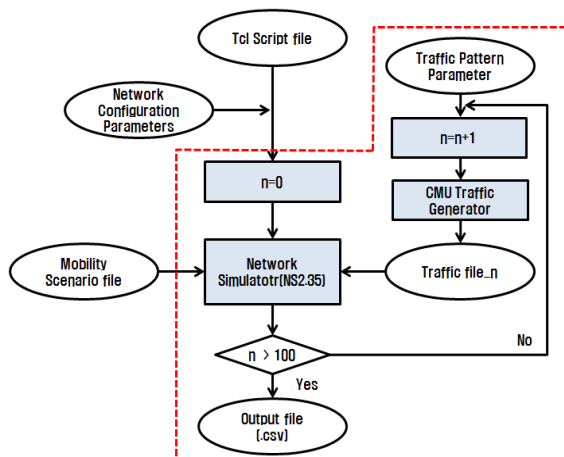 Tcl Script file
Traffic Pattern
Parameter
Network
Configuration
Parameters
n=n+1
n=0
CMU Traffic
Generator
Mobility
Scenario file
Network
Simulatotr(NS2.35)
Traffic file_n
n > 100
No
Yes
Output file
(.csv)